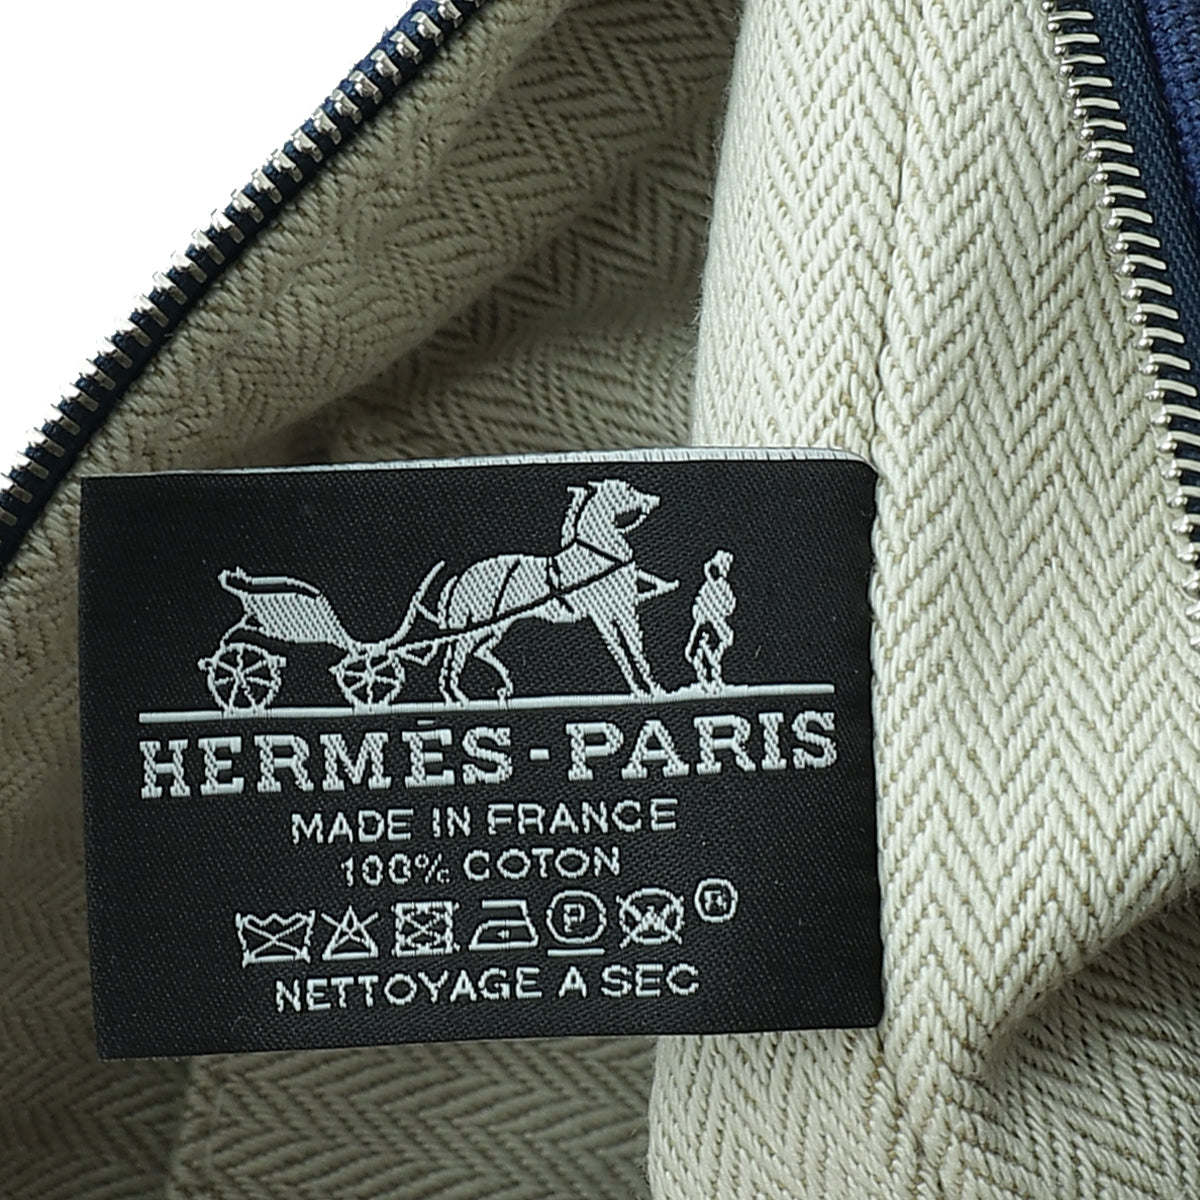 HERMÈS-PARIS
MADE IN FRANCE
100% COTON
P W ®
NETTOYAGE A SEC